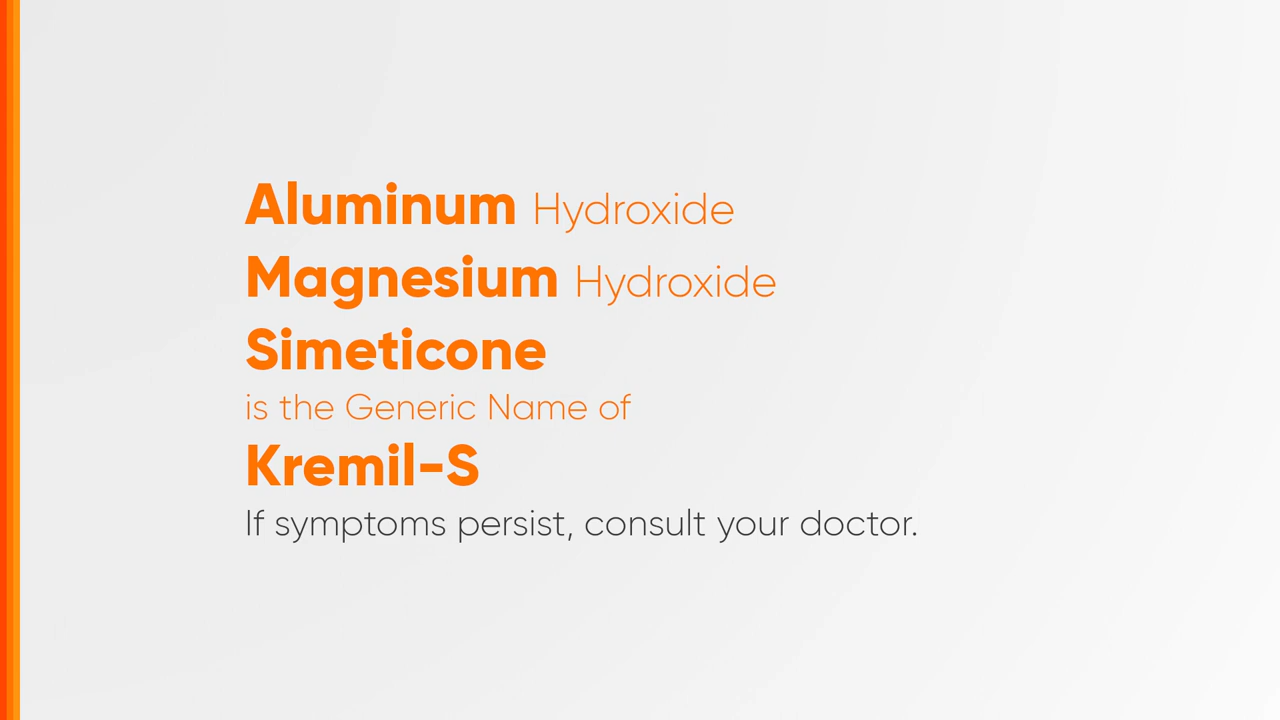 Aluminum Hydroxide
Magnesium Hydroxide
Simeticone
is the Generic Name of
Kremil-S
If symptoms persist, consult your doctor.